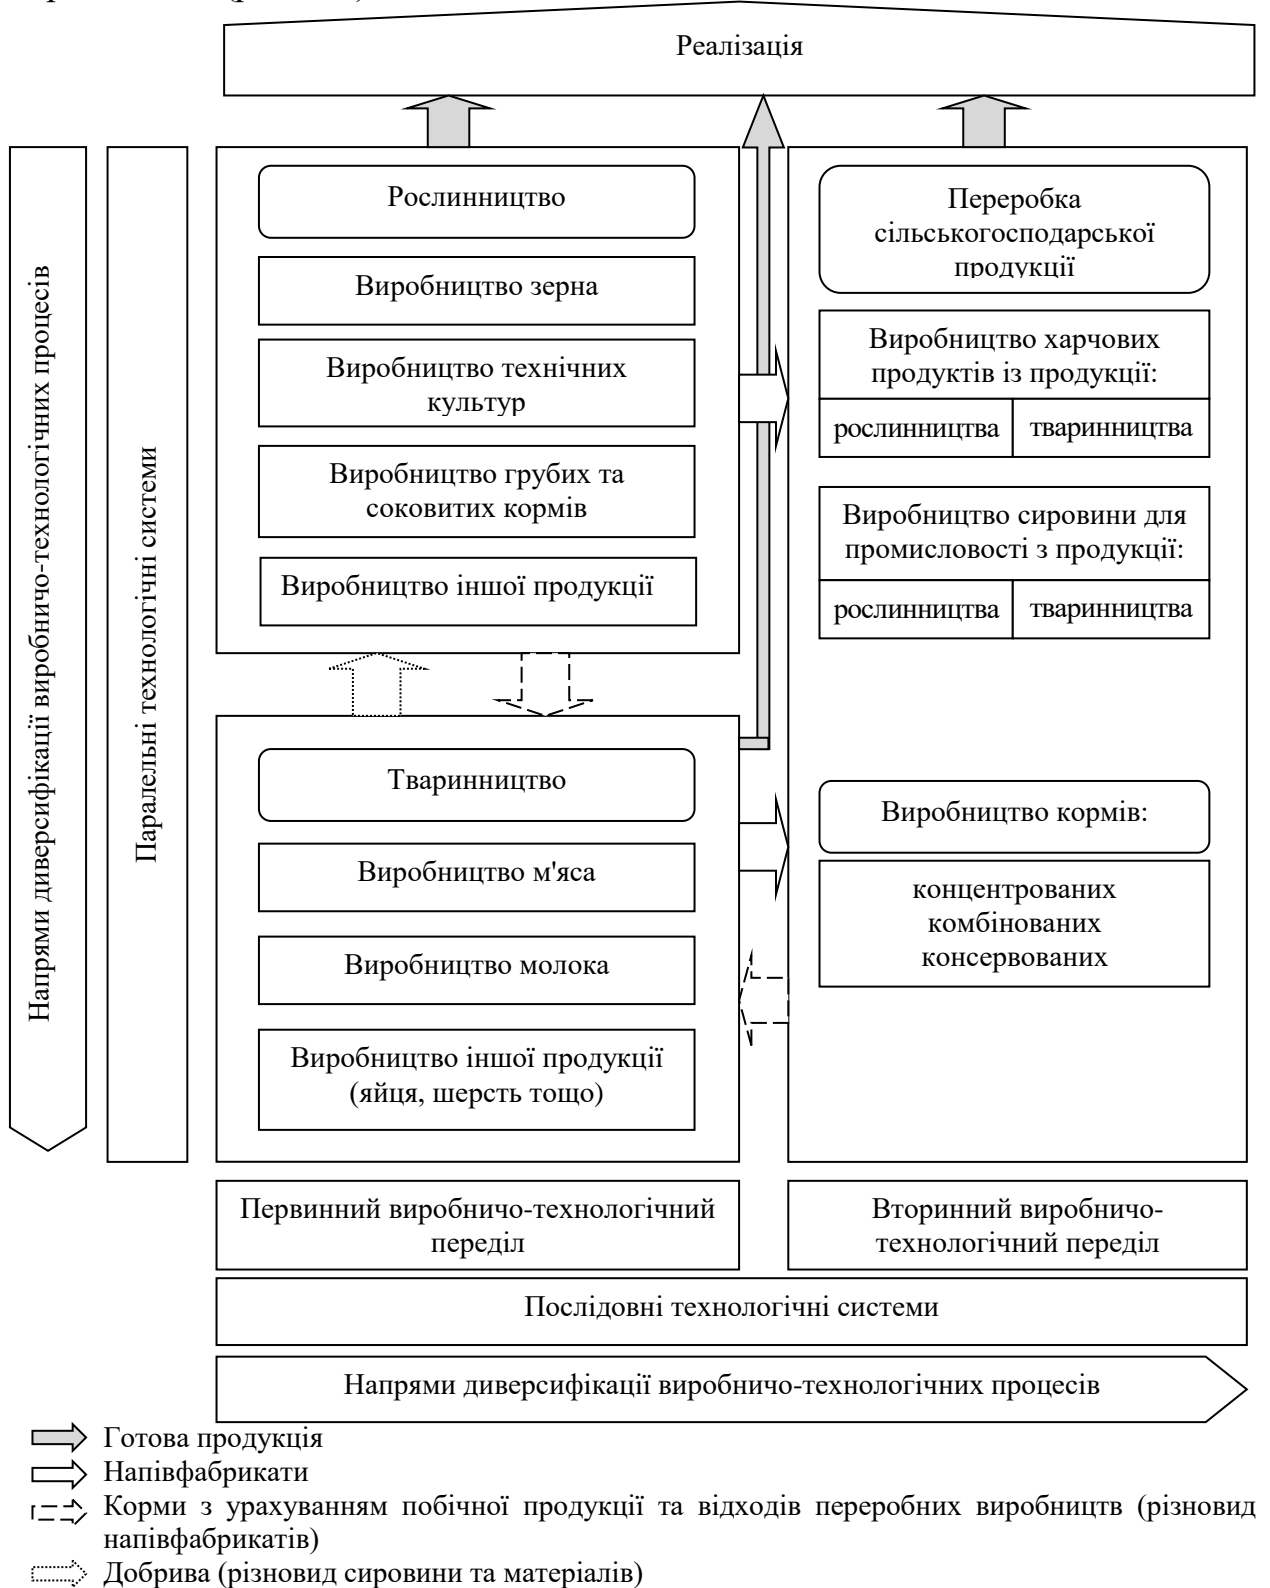 Реалізація
Напрями диверсифікації виробничо-технологічних процесів
Паралельні технологічні системи
Рослинництво
Виробництво зерна
Виробництво технічних
культур
Виробництво грубих та
соковитих кормів
Виробництво іншої продукції
Тваринництво
Виробництво м'яса
Виробництво молока
Виробництво іншої продукції
(яйця, шерсть тощо)
Переробка
сільськогосподарської
продукції
Виробництво харчових
продуктів із продукції:
рослинництва
тваринництва
Виробництво сировини для
промисловості з продукції:
рослинництва
тваринництва
Виробництво кормів:
концентрованих
комбінованих
консервованих
Первинний виробничо-технологічний
переділ
Вторинний виробничо-
технологічний переділ
Послідовні технологічні системи
Напрями диверсифікації виробничо-технологічних процесів
Готова продукція
Напівфабрикати
Корми з урахуванням побічної продукції та відходів переробних виробництв (різновид
напівфабрикатів)
Добрива (різновид сировини та матеріалів)